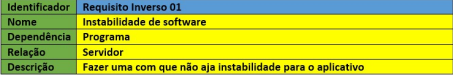 Identificador Requisito Inverso 01
Nome Instabilidade de software
Dependência Programa
Relação Servidor
Descrição Fazer uma com que não aja instabilidade para o aplicativo